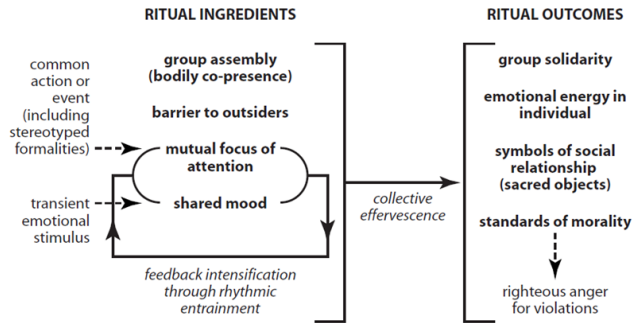 RITUAL INGREDIENTS
RITUAL OUTCOMES
common
action or
event
(including
stereotyped
formalities)
transient
emotional
stimulus
group assembly
(bodily co-presence)
barrier to outsiders
mutual focus of
attention
shared mood
feedback intensification
through rhythmic
entrainment
collective
effervescence
group solidarity
emotional energy in
individual
symbols of social
relationship
(sacred objects)
standards of morality
righteous anger
for violations